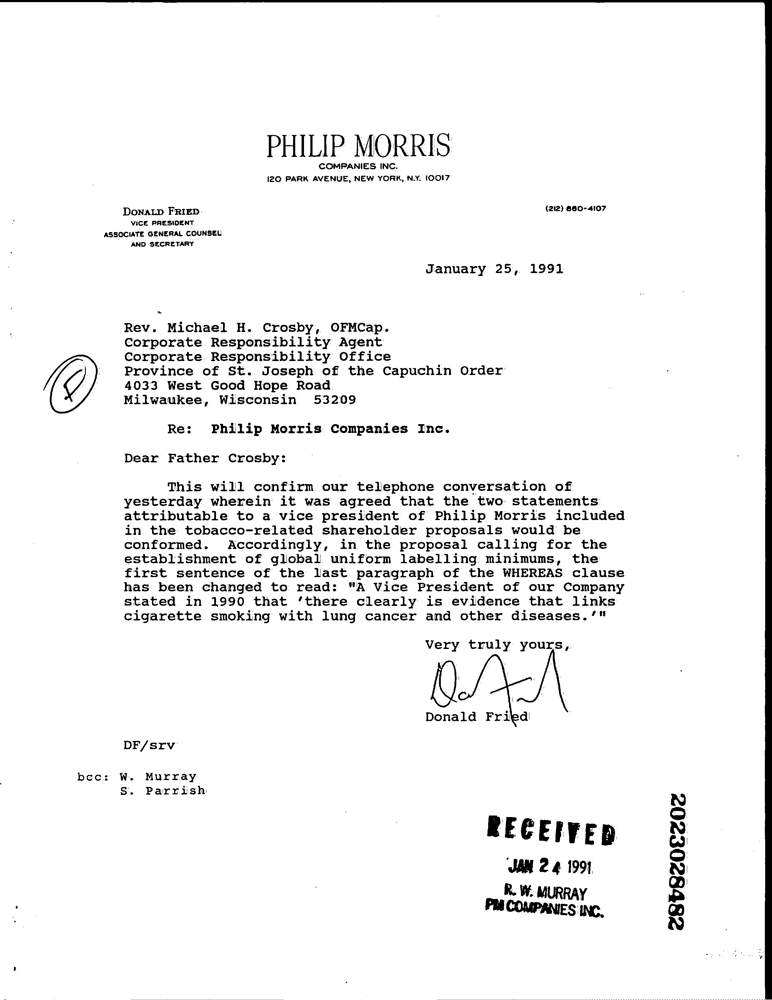 PHILIP MORRIS
COMPANIES INC.
120 PARK AVENUE, NEW YORK, N.Y. 10017
DONALD FRIED
VICE PRESIDENT
ASSOCIATE GENERAL COUNSEL
AND SECRETARY
(212) 880-4107
January 25, 1991
Rev. Michael H. Crosby, OFMCap.
Corporate Responsibility Agent
Corporate Responsibility Office
Province of St. Joseph of the Capuchin Order
4033 West Good Hope Road
Milwaukee, Wisconsin 53209
Re: Philip Morris Companies Inc.
Dear Father Crosby:
This will confirm our telephone conversation of
yesterday wherein it was agreed that the two statements
attributable to a vice president of Philip Morris included
in the tobacco-related shareholder proposals would be
conformed. Accordingly, in the proposal calling for the
establishment of global uniform labelling minimums, the
first sentence of the last paragraph of the WHEREAS clause
has been changed to read: "A Vice President of our Company
stated in 1990 that 'there clearly is evidence that links
cigarette smoking with lung cancer and other diseases.'"
Very truly yours,
Donald Fried
DF/srv
bcc: W. Murray
S. Parrish
RECEIVED
JAN 24 1991
R. W. MURRAY
PM COMPANIES INC.
2023028482